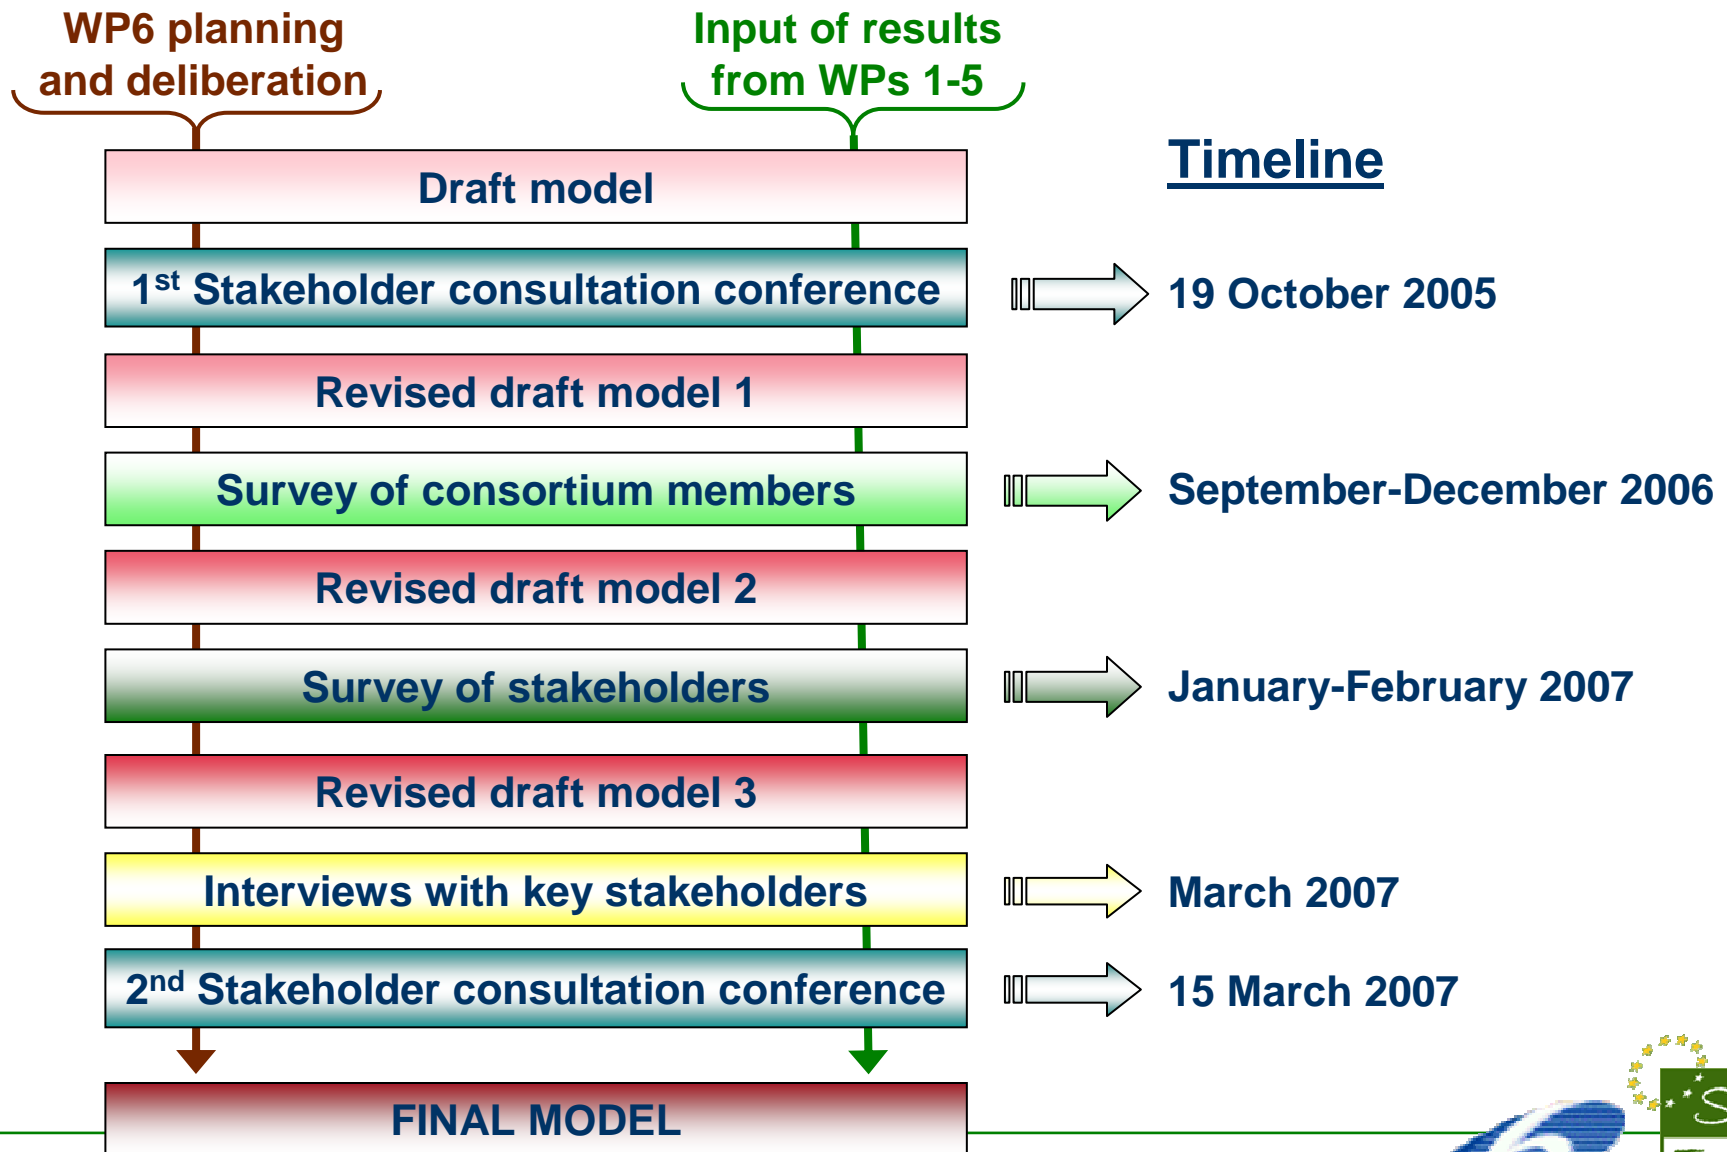 WP6 planning
and deliberation
Input of results
from WPs 1-5
Timeline
Draft model
1st Stakeholder consultation conference
19 October 2005
Revised draft model 1
Survey of consortium members
September-December 2006
Revised draft model 2
Survey of stakeholders
January-February 2007
Revised draft model 3
Interviews with key stakeholders
March 2007
2nd Stakeholder consultation conference
15 March 2007
FINAL MODEL